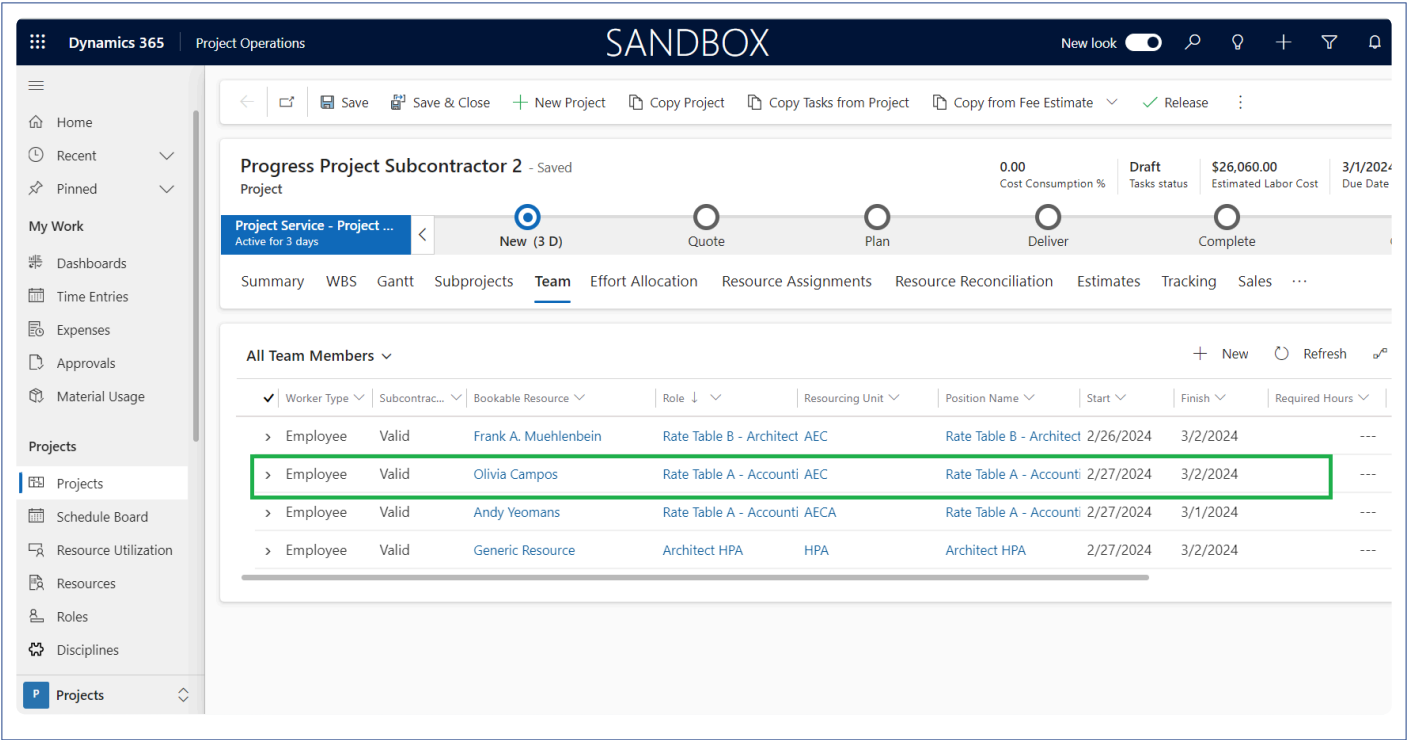 Dynamics 365 Project Operations SANDBOX New look
Home
Recent
Pinned
My Work
Dashboards
Time Entries
Expenses
Approvals
Material Usage
Projects
Projects
Schedule Board
Resource Utilization
Resources
Roles
Disciplines
P Projects
Save Save & Close New Project Copy Project Copy Tasks from Project Copy from Fee Estimate Release
Progress Project Subcontractor 2 - Saved
Project
0.00 Draft $26,060.00 3/1/2024
Cost Consumption % Tasks status Estimated Labor Cost Due Date
Project Service - Project ...
Active for 3 days
New (3 D) Quote Plan Deliver Complete
Summary WBS Gantt Subprojects Team Effort Allocation Resource Assignments Resource Reconciliation Estimates Tracking Sales ...
All Team Members New Refresh
Worker Type Subcontrac... Bookable Resource Role ↓ Resourcing Unit Position Name Start Finish Required Hours
Employee Valid Frank A. Muehlenbein Rate Table B - Architect AEC Rate Table B - Architect 2/26/2024 3/2/2024 ---
Employee Valid Olivia Campos Rate Table A - Accounti AEC Rate Table A - Accounti 2/27/2024 3/2/2024 ---
Employee Valid Andy Yeomans Rate Table A - Accounti AECA Rate Table A - Accounti 2/27/2024 3/1/2024 ---
Employee Valid Generic Resource Architect HPA HPA Architect HPA 2/27/2024 3/2/2024 ---